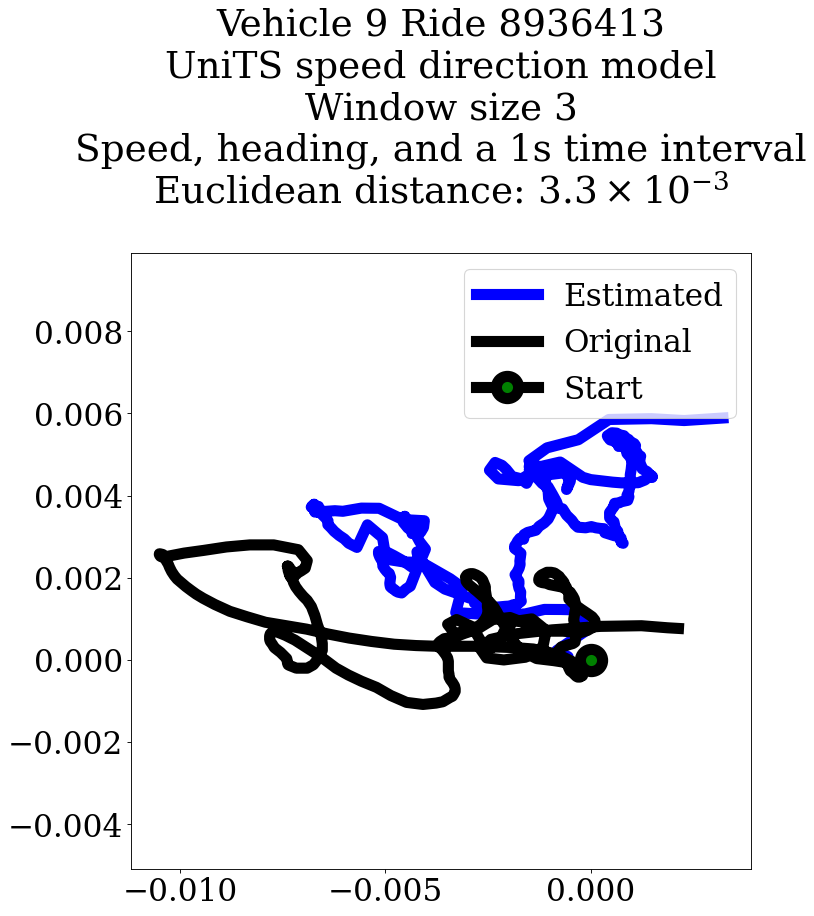 Vehicle 9 Ride 8936413
UniTS speed direction model
Window size 3
Speed, heading, and a 1s time interval
Euclidean distance: 3.3 × 10⁻³
Estimated
Original
Start
0.008
0.006
0.004
0.002
0.000
−0.002
−0.004
−0.010 −0.005 0.000